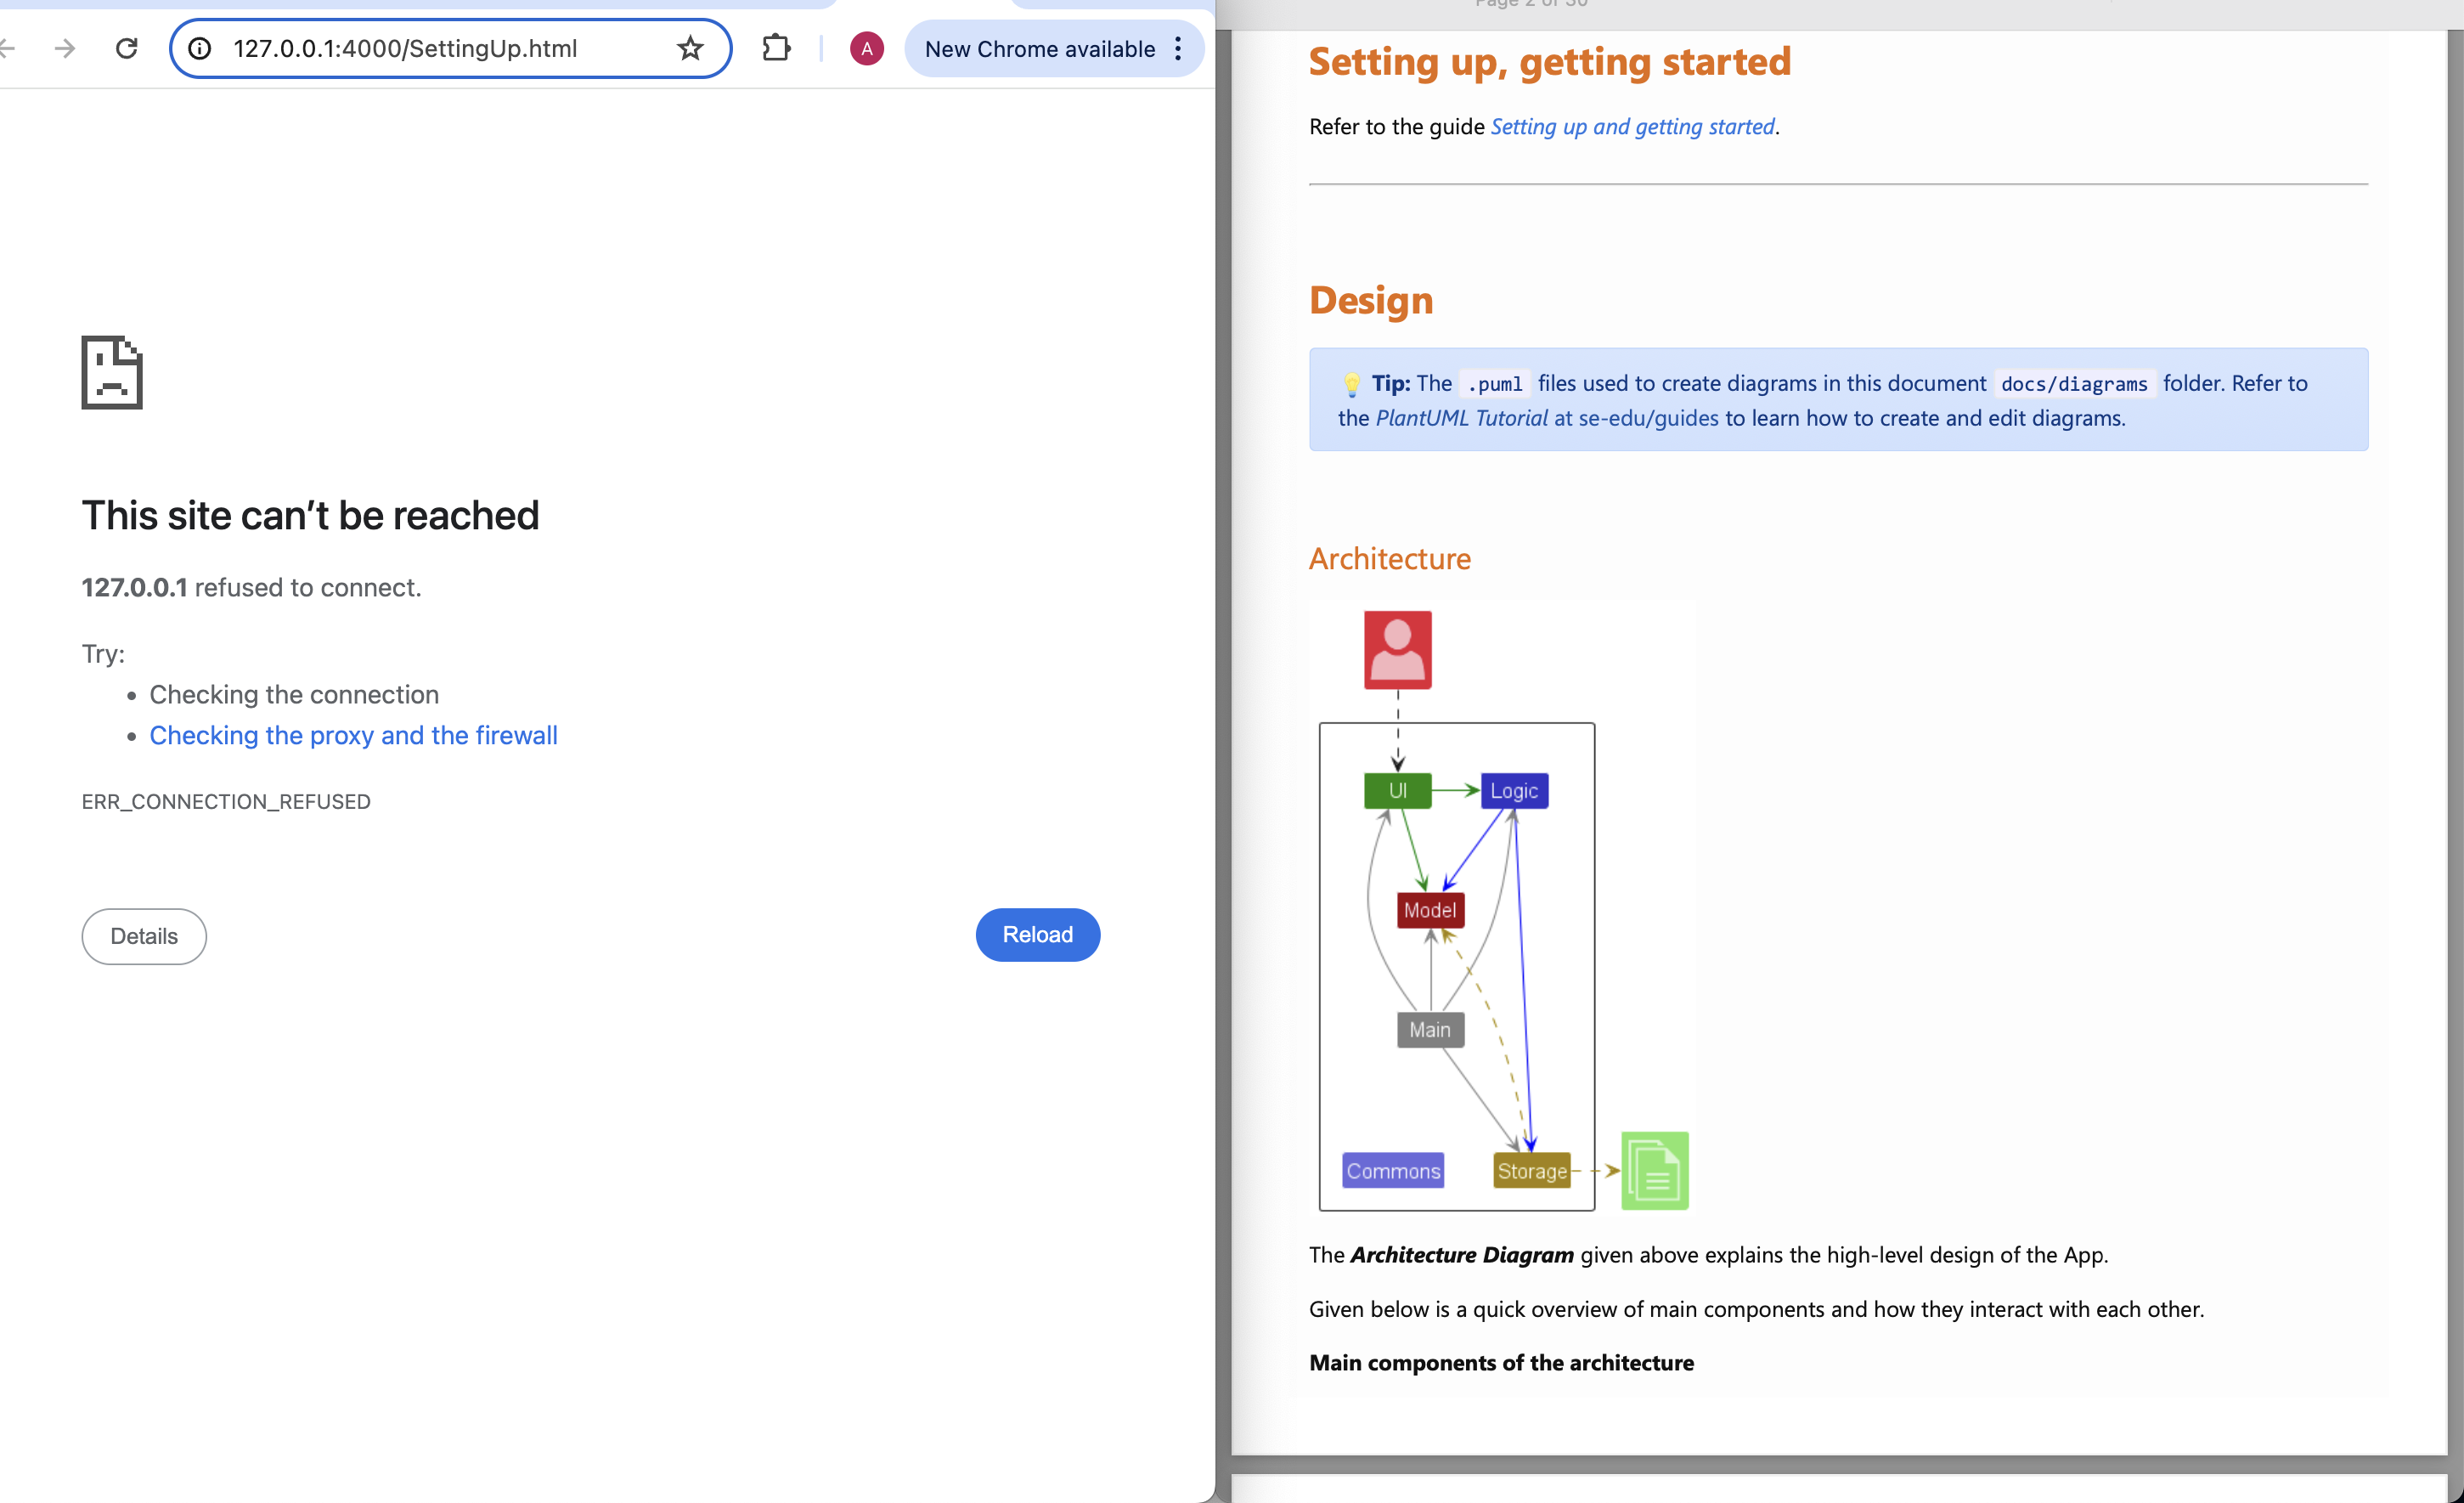 127.0.0.1:4000/SettingUp.html
A
New Chrome available
This site can’t be reached
127.0.0.1 refused to connect.
Try:
• Checking the connection
• Checking the proxy and the firewall
ERR_CONNECTION_REFUSED
Details
Reload
Page 2 of 30
Setting up, getting started
Refer to the guide Setting up and getting started.
Design
Tip: The .puml files used to create diagrams in this document docs/diagrams folder. Refer to
the PlantUML Tutorial at se-edu/guides to learn how to create and edit diagrams.
Architecture
UI
Logic
Model
Main
Commons
Storage
The Architecture Diagram given above explains the high-level design of the App.
Given below is a quick overview of main components and how they interact with each other.
Main components of the architecture